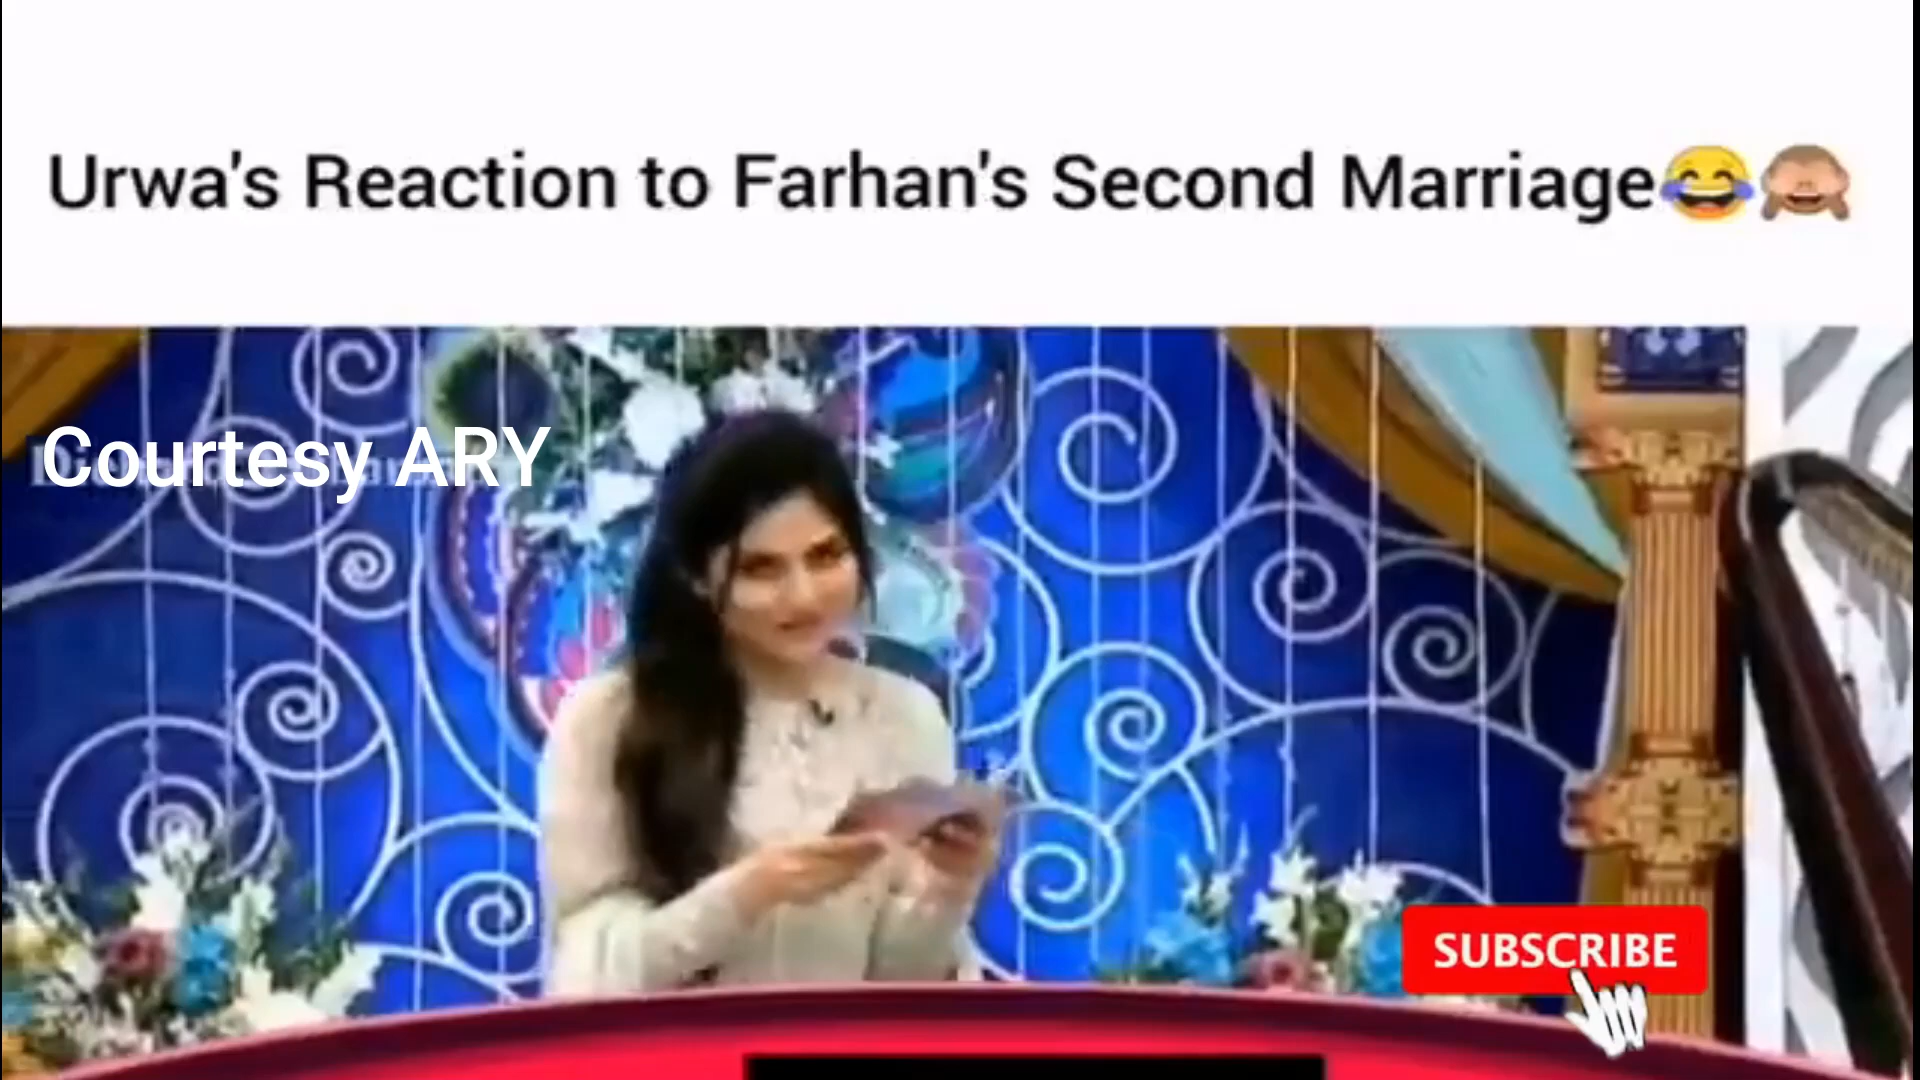 Urwa's Reaction to Farhan's Second Marriage😂🙈
Courtesy ARY
SUBSCRIBE